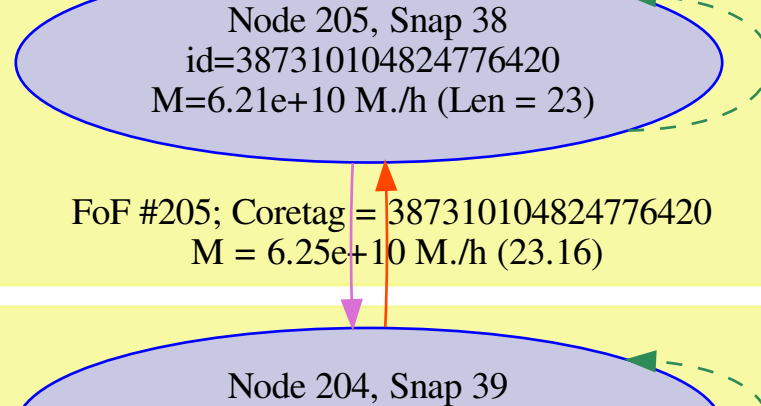 Node 205, Snap 38
id=387310104824776420
M=6.21e+10 M./h (Len = 23)
FoF #205; Coretag = 387310104824776420
M = 6.25e+10 M./h (23.16)
Node 204, Snap 39